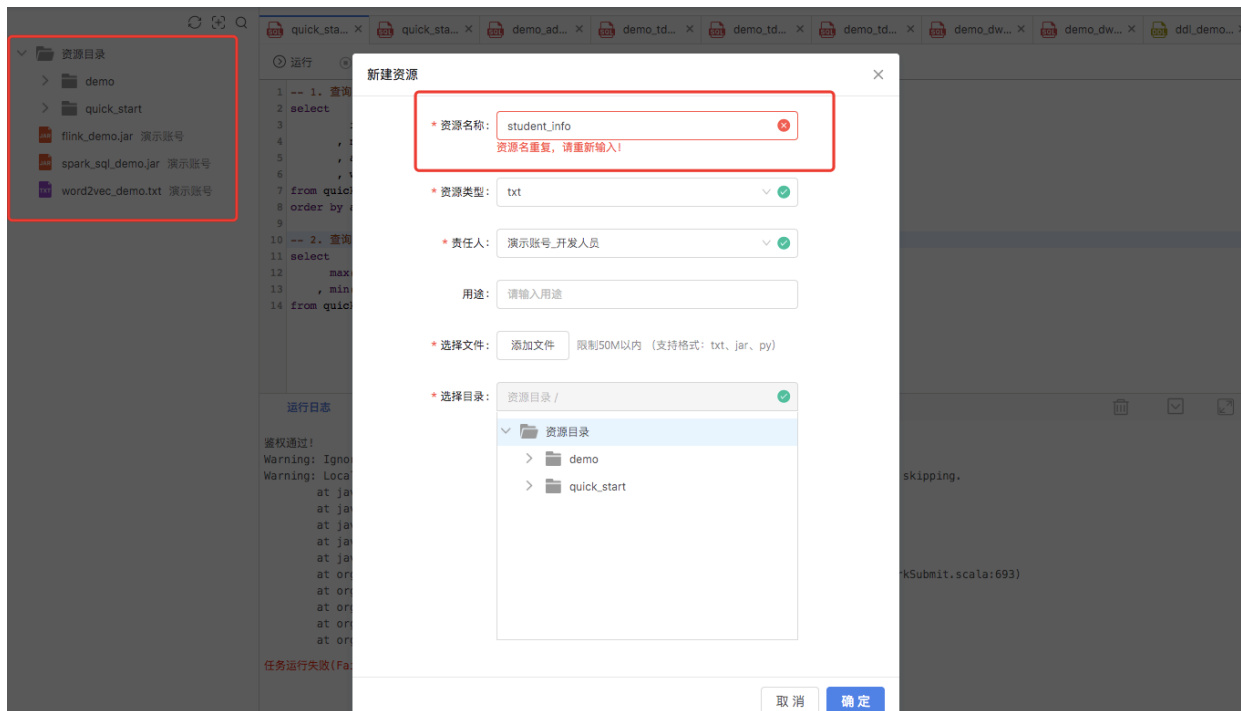 quick_sta...
quick_sta...
demo_ad...
demo_td...
demo_td...
demo_td...
demo_dw...
demo_dw...
ddl_demo...
资源目录
demo
quick_start
flink_demo.jar 演示账号
spark_sql_demo.jar 演示账号
word2vec_demo.txt 演示账号
运行
1 -- 1. 查询
2 select
3
4 ,
5 ,
6 ,
7 from quic
8 order by
9
10 -- 2. 查询
11 select
12 max
13 , min
14 from quic
新建资源
* 资源名称: student_info
资源名重复，请重新输入!
* 资源类型: txt
* 责任人: 演示账号_开发人员
用途: 请输入用途
* 选择文件: 添加文件 限制50M以内 (支持格式: txt、jar、py)
* 选择目录: 资源目录 /
资源目录
demo
quick_start
取 消
确 定
运行日志
鉴权通过!
Warning: Igno
Warning: Loca skipping.
at jav
at jav
at jav
at jav
at jav
at org rkSubmit.scala:693)
at org
at org
at org
at org
任务运行失败(Fa